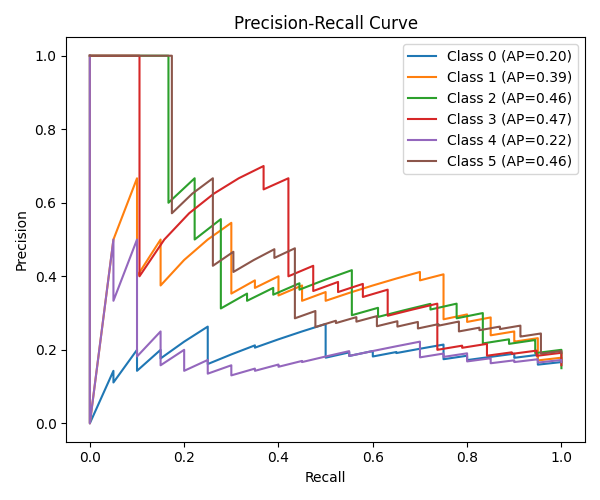 Precision-Recall Curve
Class 0 (AP=0.20)
Class 1 (AP=0.39)
Class 2 (AP=0.46)
Class 3 (AP=0.47)
Class 4 (AP=0.22)
Class 5 (AP=0.46)
1.0
0.8
0.6
0.4
0.2
0.0
Precision
0.0 0.2 0.4 0.6 0.8 1.0
Recall